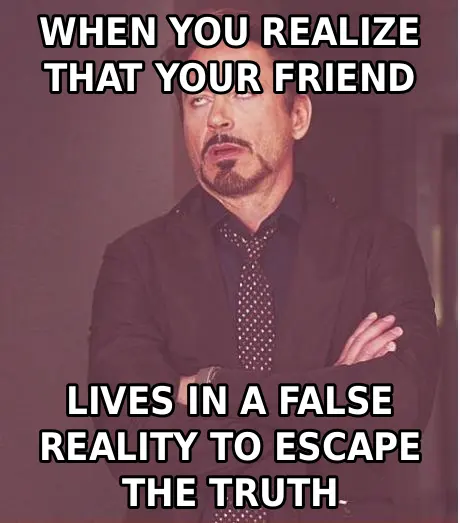 WHEN YOU REALIZE
THAT YOUR FRIEND
LIVES IN A FALSE
REALITY TO ESCAPE
THE TRUTH